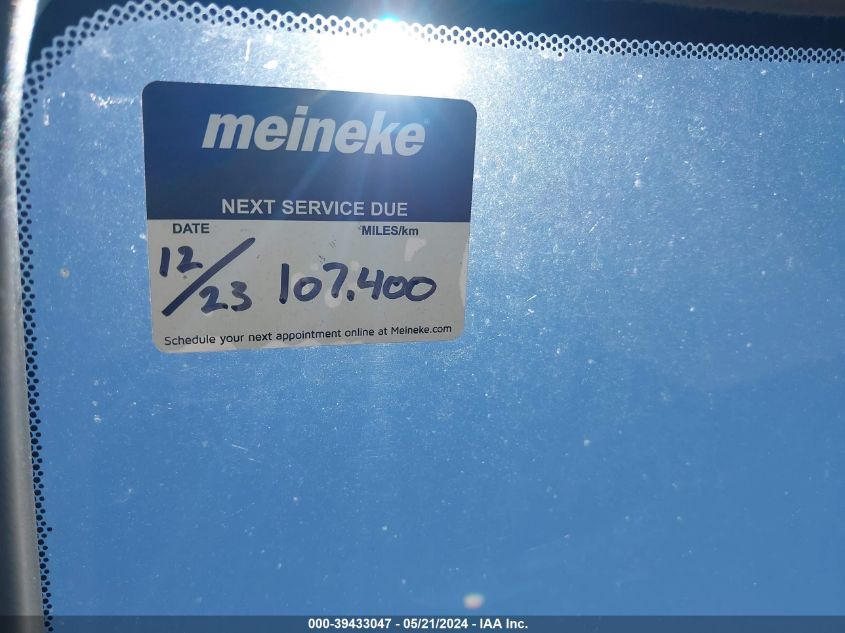 meineke
NEXT SERVICE DUE
DATE MILES/km
12/23 107.400
Schedule your next appointment online at Meineke.com
000-39433047 - 05/21/2024 - IAA Inc.